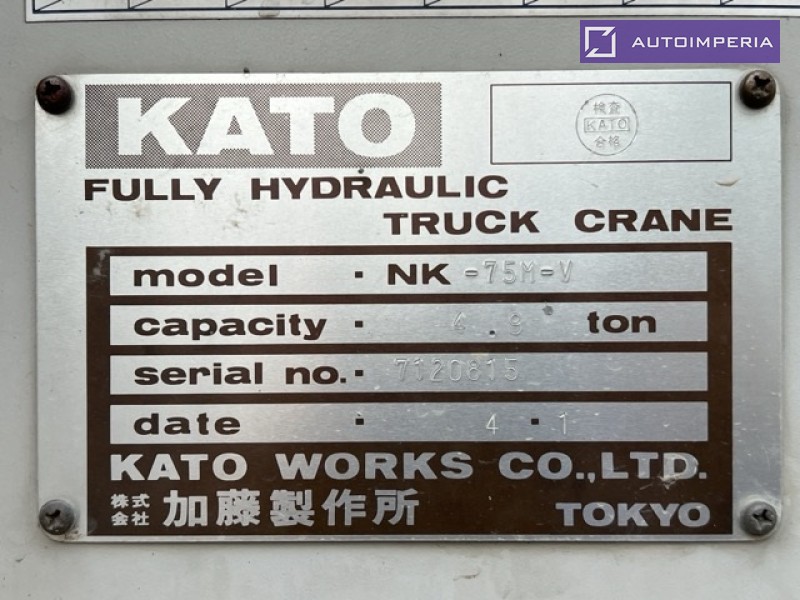 AUTOIMPERIA
KATO
検査
KATO
合格
FULLY HYDRAULIC
TRUCK CRANE
model · NK -75M-V
capacity · 4.9 ton
serial no. · 7120615
date · 4 · 1
KATO WORKS CO.,LTD.
株式会社 加藤製作所 TOKYO